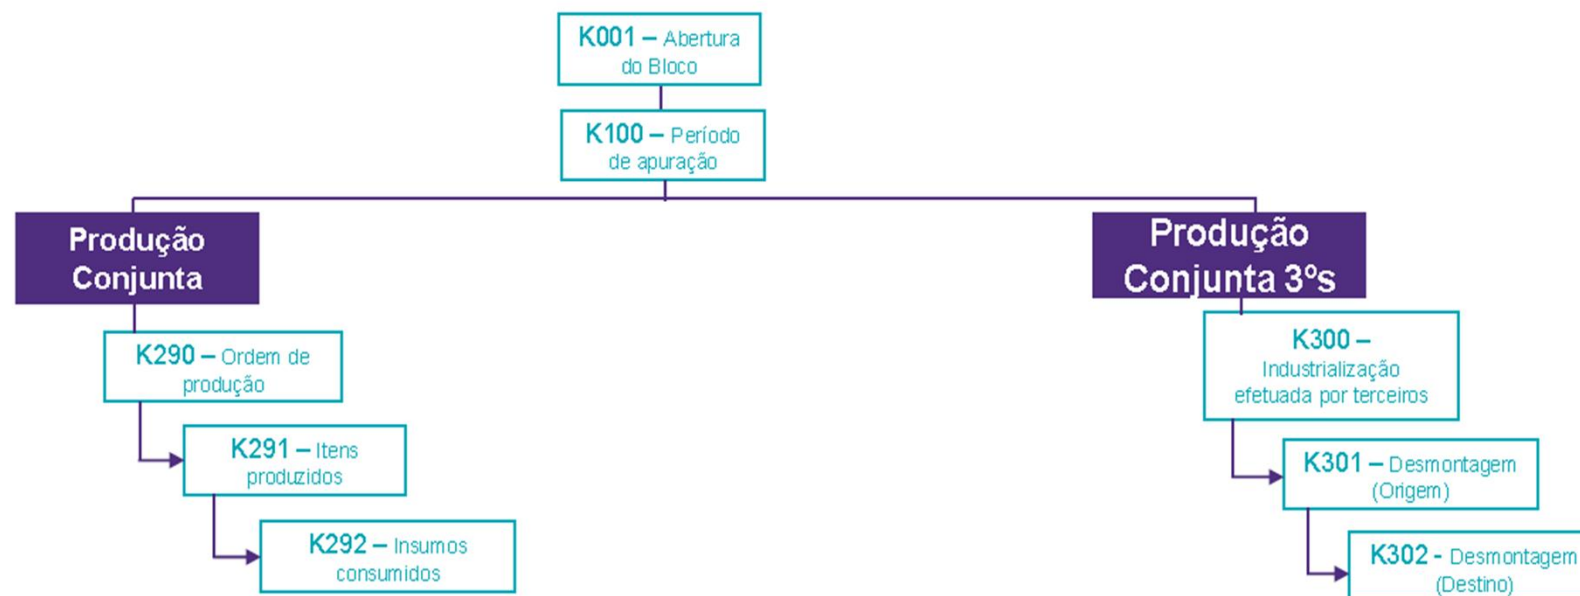 K001 – Abertura
do Bloco
K100 – Período
de apuração
Produção
Conjunta
K290 – Ordem de
produção
K291 – Itens
produzidos
K292 – Insumos
consumidos
Produção
Conjunta 3ºs
K300 –
Industrialização
efetuada por terceiros
K301 – Desmontagem
(Origem)
K302 - Desmontagem
(Destino)